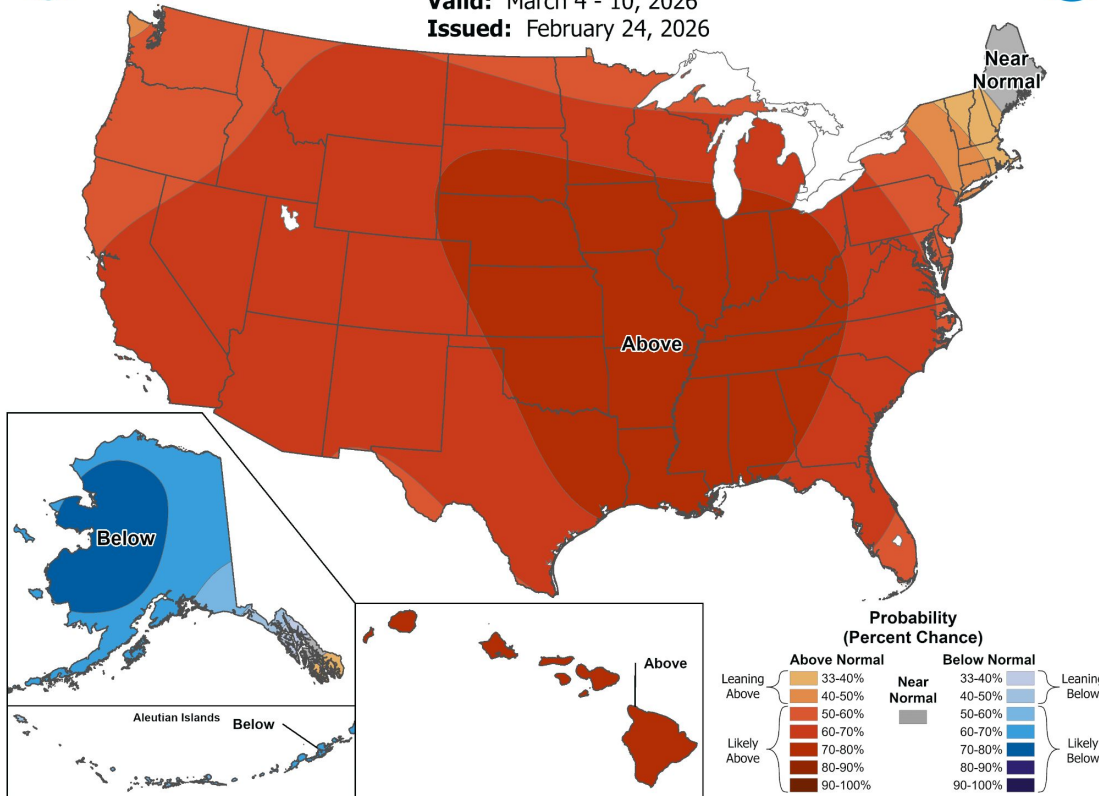 Valid: March 4 - 10, 2026
Issued: February 24, 2026
Near
Normal
Above
Below
Aleutian Islands
Below
Above
Probability
(Percent Chance)
Above Normal
Below Normal
Leaning
Above
33-40%
40-50%
Likely
Above
50-60%
60-70%
70-80%
80-90%
90-100%
Near
Normal
33-40%
40-50%
Leaning
Below
50-60%
60-70%
70-80%
80-90%
90-100%
Likely
Below